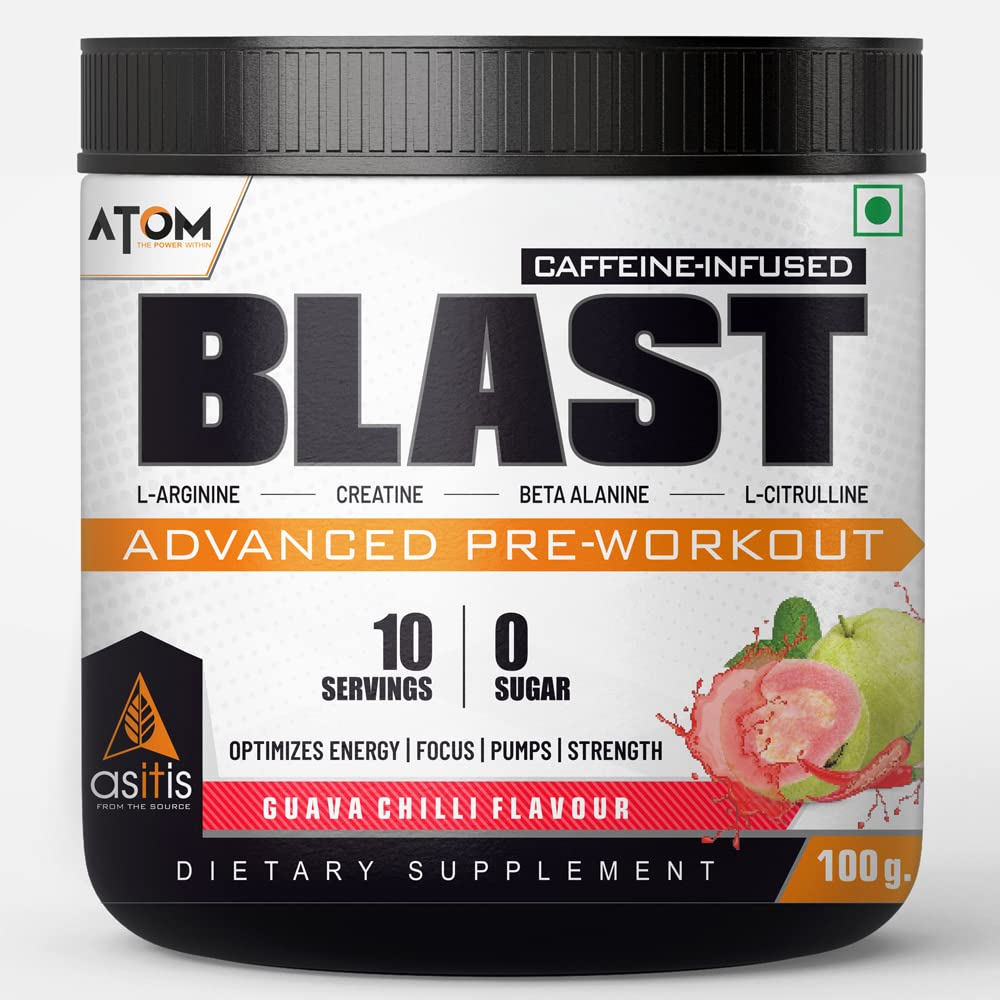 ATOM
THE POWER WITHIN
CAFFEINE-INFUSED
BLAST
L-ARGININE — CREATINE — BETA ALANINE — L-CITRULLINE
ADVANCED PRE-WORKOUT
10 SERVINGS | 0 SUGAR
OPTIMIZES ENERGY | FOCUS | PUMPS | STRENGTH
asitis
FROM THE SOURCE
GUAVA CHILLI FLAVOUR
DIETARY SUPPLEMENT
100 g.